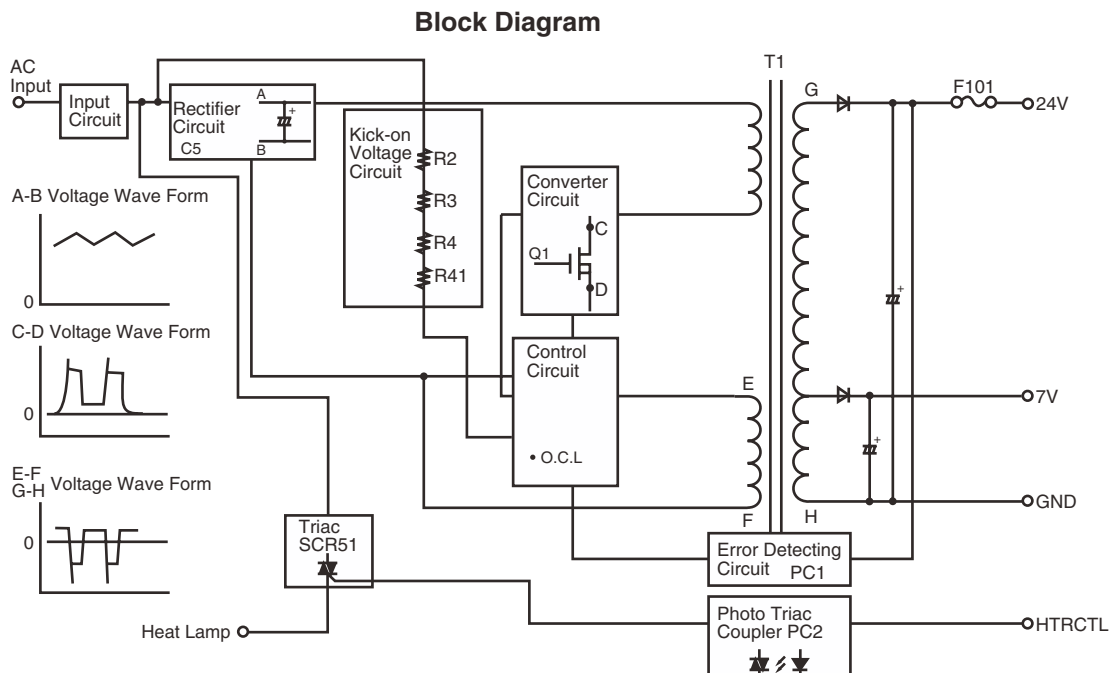 Block Diagram
AC
Input
Input
Circuit
Rectifier
Circuit
C5
A
+
B
Kick-on
Voltage
Circuit
R2
R3
R4
R41
Converter
Circuit
C
Q1
D
T1
G
F101
24V
+
A-B Voltage Wave Form
0
C-D Voltage Wave Form
0
E-F
G-H Voltage Wave Form
0
Control
Circuit
• O.C.L
E
F
H
7V
+
GND
Triac
SCR51
Error Detecting
Circuit PC1
Heat Lamp
Photo Triac
Coupler PC2
HTRCTL